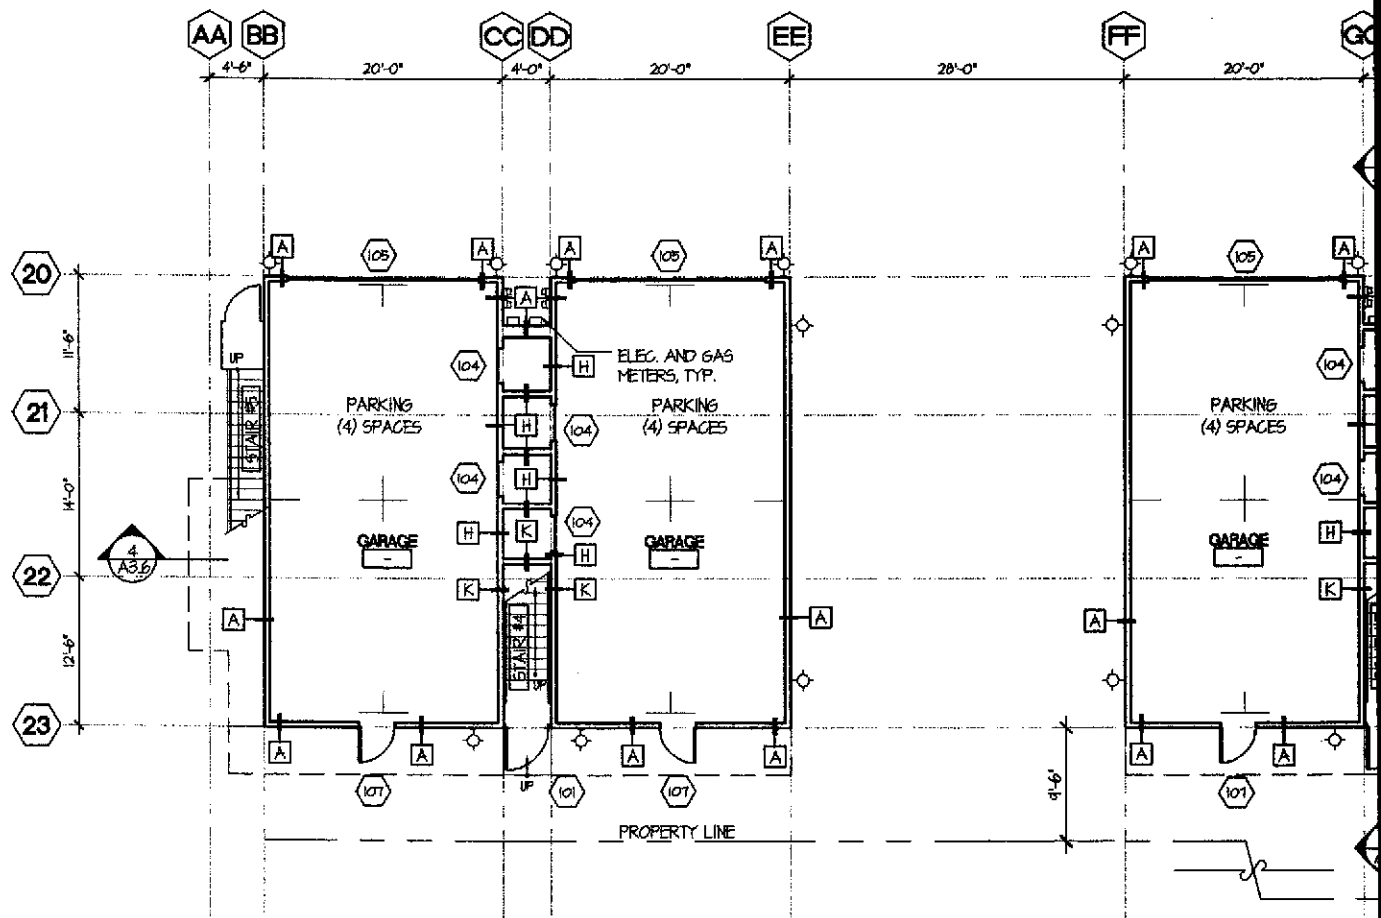 AA BB CC DD EE FF
4'-6" 20'-0" 4'-0" 20'-0" 28'-0" 20'-0"
A 105 A A 105 A A 105 A
20
A
11'-6"
UP
104 ELEC. AND GAS
METERS, TYP.
H 104
STAIR #5
21
PARKING
(4) SPACES
H
104
PARKING
(4) SPACES
PARKING
(4) SPACES
14'-0"
104 H 104
104
H K H
GARAGE
-
GARAGE
-
GARAGE
-
H
4
A3.6
22
K K K
A A A
12'-6"
STAIR #4
UP
23
A A A A A A
107 UP 101 107 107
9'-6"
PROPERTY LINE